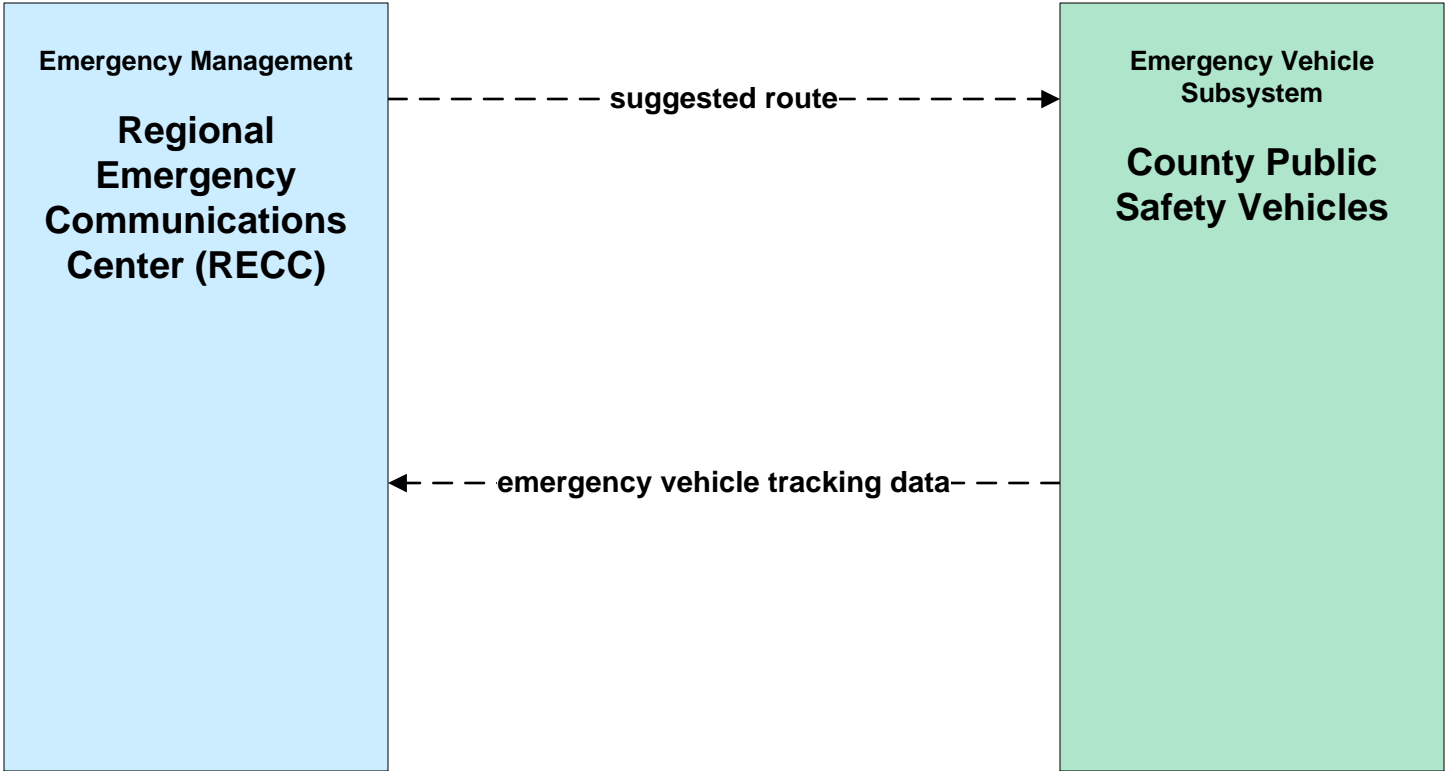 Emergency Management
Regional
Emergency
Communications
Center (RECC)
suggested route
emergency vehicle tracking data
Emergency Vehicle
Subsystem
County Public
Safety Vehicles